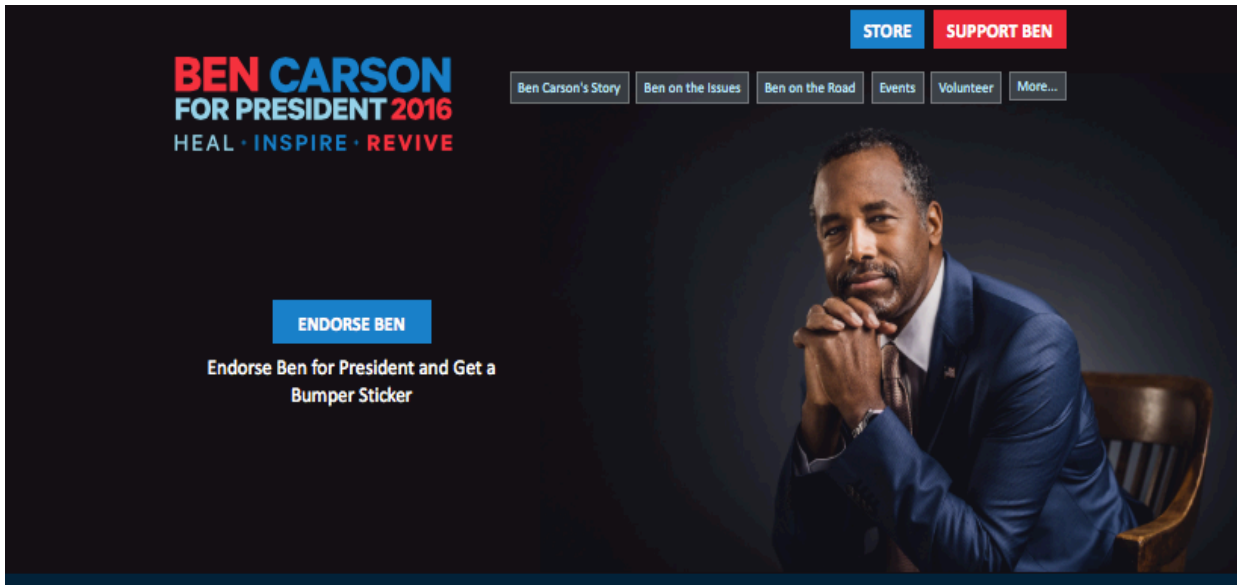 STORE
SUPPORT BEN
BEN CARSON
FOR PRESIDENT 2016
HEAL · INSPIRE · REVIVE
Ben Carson's Story
Ben on the Issues
Ben on the Road
Events
Volunteer
More...
ENDORSE BEN
Endorse Ben for President and Get a
Bumper Sticker